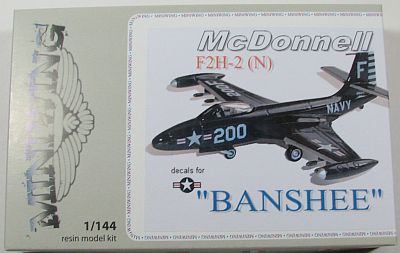 MINIWING
McDonnell
F2H-2 (N)
F
NAVY
200
decals for
"BANSHEE"
1/144
resin model kit